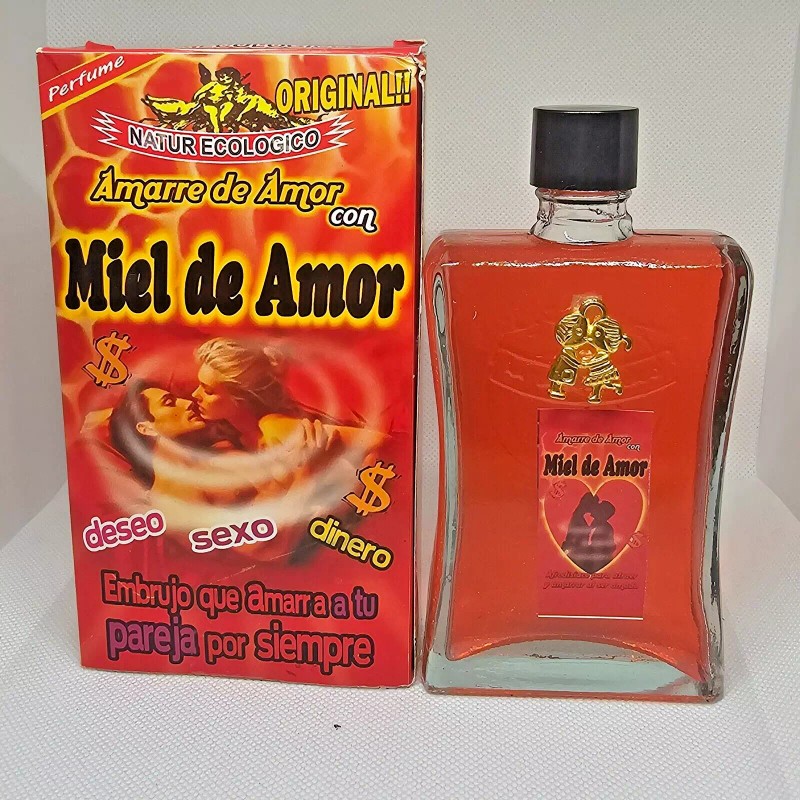 Perfume
ORIGINAL!!
NATUR ECOLOGICO
Amarre de Amor
con
Miel de Amor
$
$
deseo sexo dinero
Embrujo que amarra a tu
pareja por siempre
Amarre de Amor
con
Miel de Amor